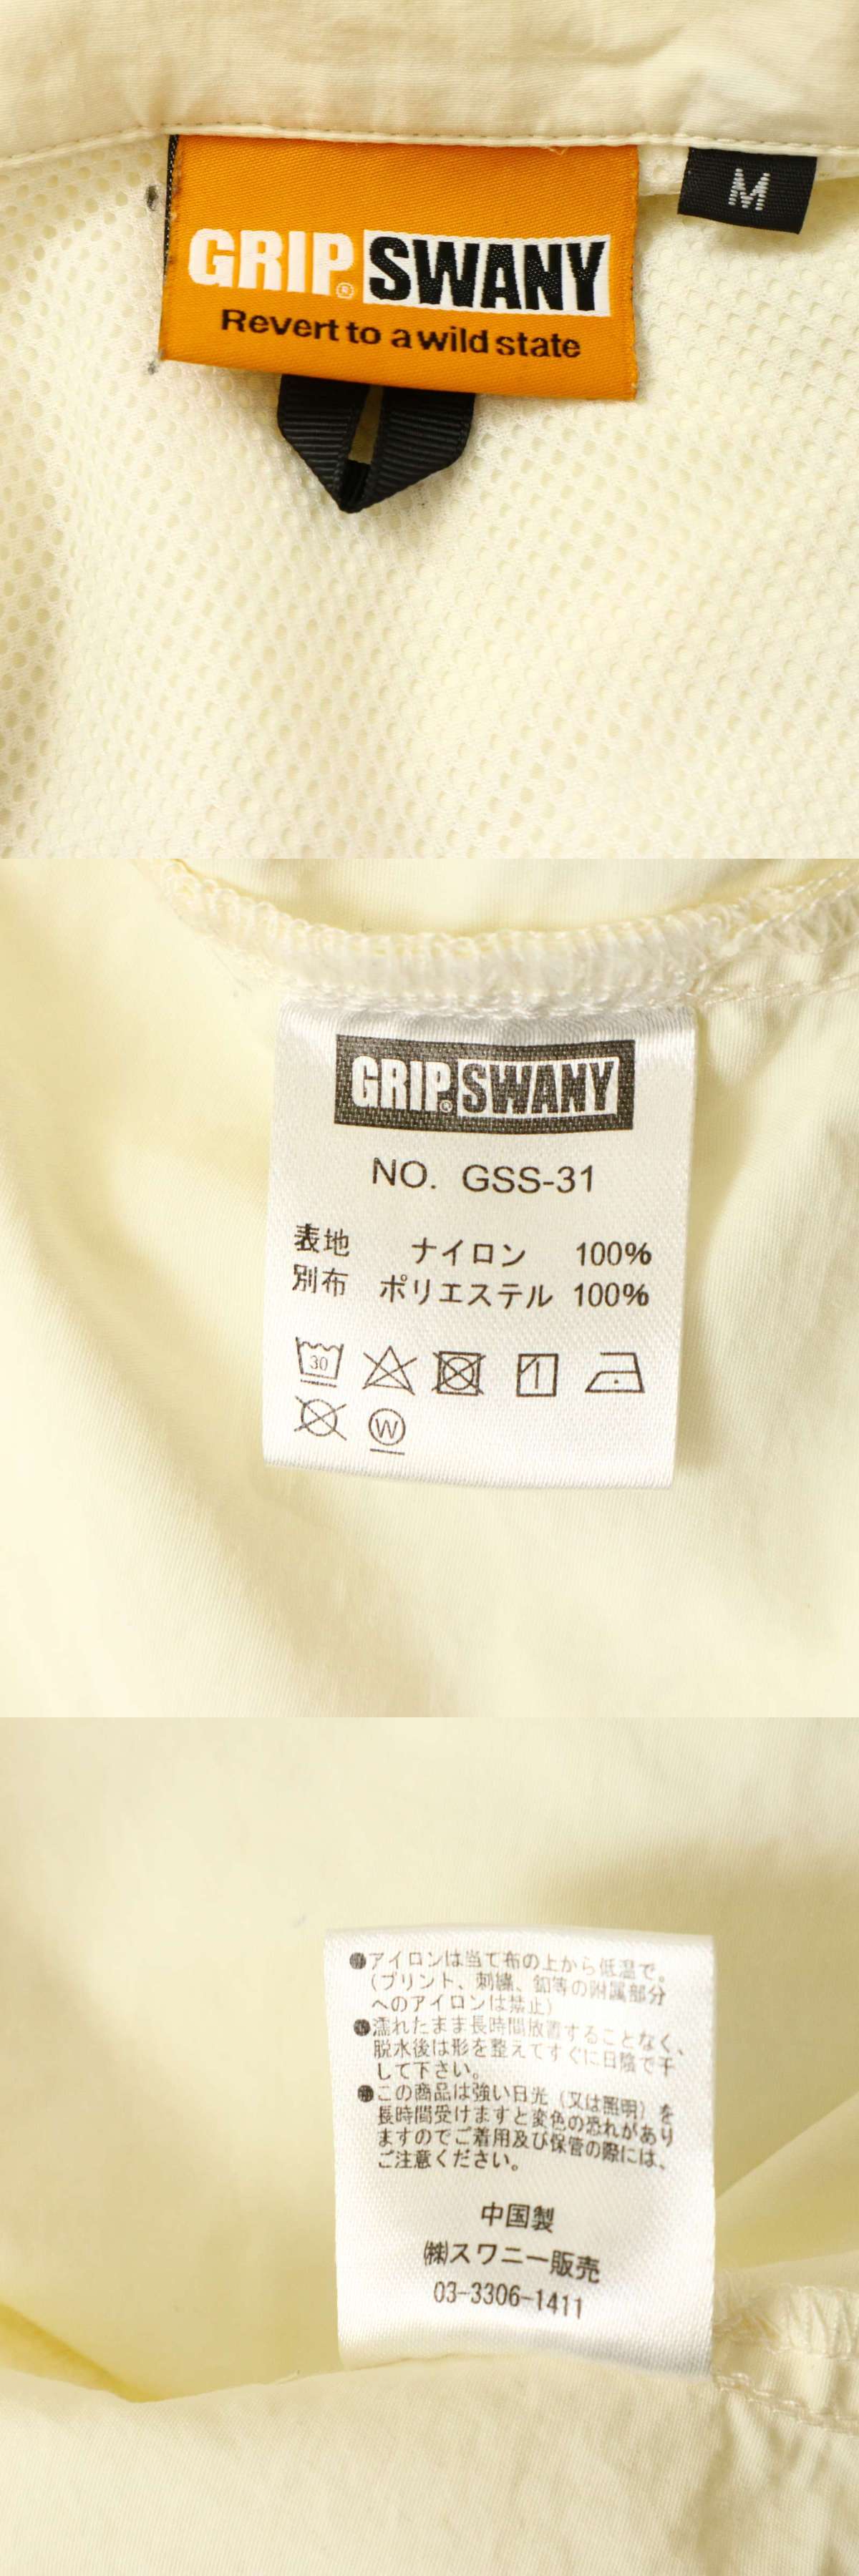 GRIP® SWANY
Revert to a wild state
M
GRIP® SWANY
NO. GSS-31
表地 ナイロン 100%
別布 ポリエステル 100%
30
W
●アイロンは当て布の上から低温で。
(プリント、刺繍、釦等の附属部分
へのアイロンは禁止)
●濡れたまま長時間放置することなく、
脱水後は形を整えてすぐに日陰で干
して下さい。
●この商品は強い日光(又は照明)を
長時間受けますと変色の恐れがあり
ますのでご着用及び保管の際には、
ご注意ください。
中国製
㈱スワニー販売
03-3306-1411